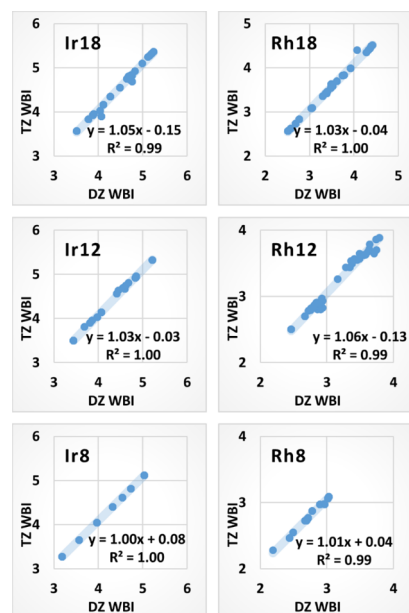 Ir18
TZ WBI
6
5
4
3
y = 1.05x - 0.15
R² = 0.99
3 4 5 6
DZ WBI
Rh18
TZ WBI
5
4
3
2
y = 1.03x - 0.04
R² = 1.00
2 3 4 5
DZ WBI
Ir12
TZ WBI
6
5
4
3
y = 1.03x - 0.03
R² = 1.00
3 4 5 6
DZ WBI
Rh12
TZ WBI
4
3
2
y = 1.06x - 0.13
R² = 0.99
2 3 4
DZ WBI
Ir8
TZ WBI
6
5
4
3
y = 1.00x + 0.08
R² = 1.00
3 4 5 6
DZ WBI
Rh8
TZ WBI
4
3
2
y = 1.01x + 0.04
R² = 0.99
2 3 4
DZ WBI